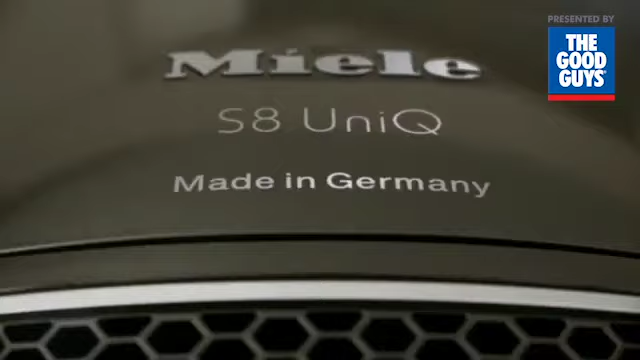 PRESENTED BY
THE
GOOD
GUYS
Miele
S8 UniQ
Made in Germany